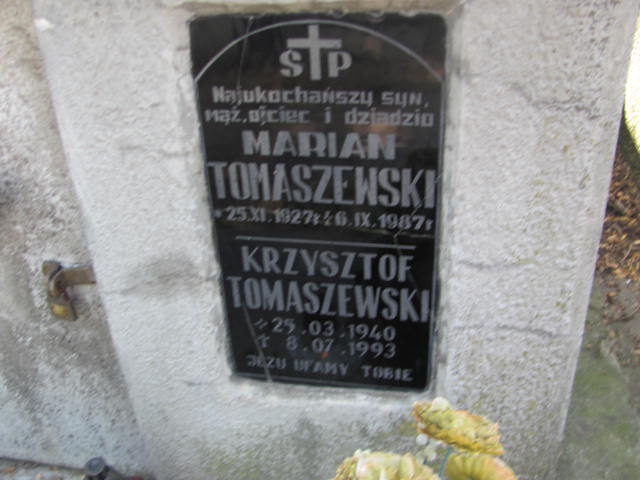 Ś P
Najukochańszy syn,
mąż, ojciec i dziadzio
MARIAN
TOMASZEWSKI
* 25.XI.1927r ÷ 6.IX.1987r
KRZYSZTOF
TOMASZEWSKI
* 25.03.1940
† 8.07.1993
JEZU UFAMY TOBIE